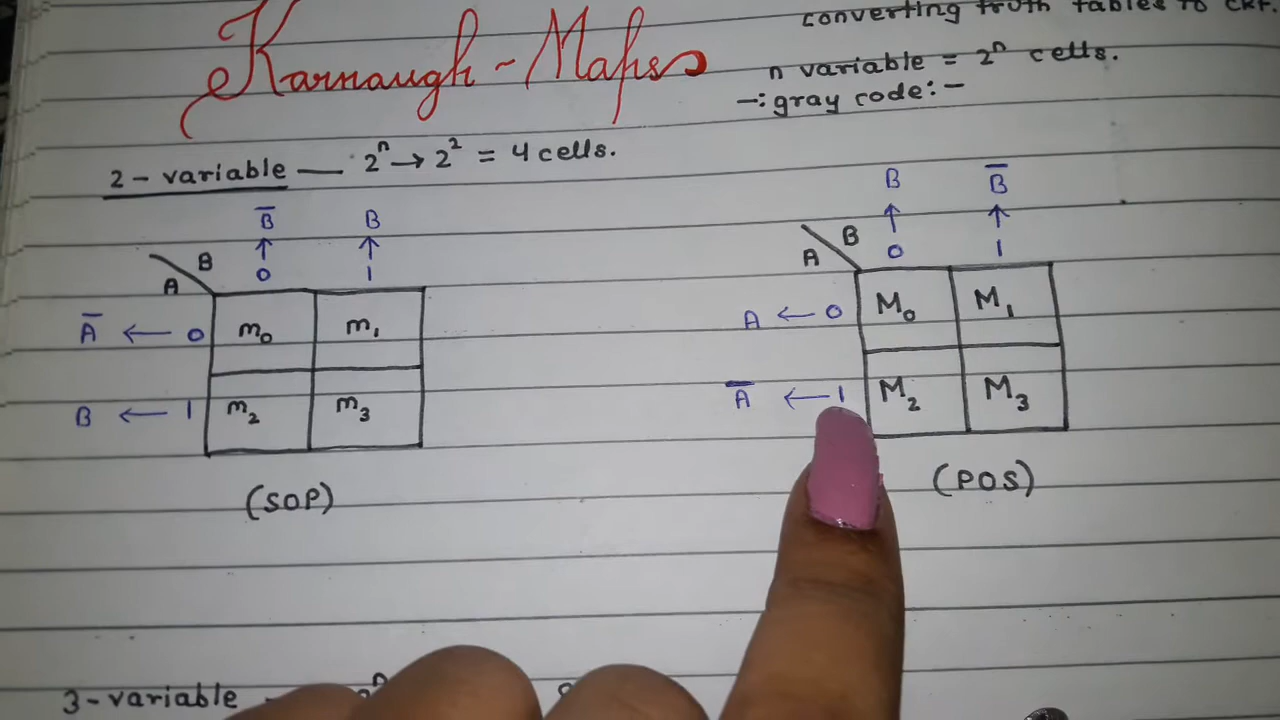 converting truth tables to ckt.
Karnaugh-Maps
n variable = 2ⁿ cells.
-: gray code:-
2-variable — 2ⁿ → 2² = 4 cells.
B̅ B
↑ ↑
B 0 1
A
A̅ ← 0 m₀ m₁
B ← 1 m₂ m₃
(SOP)
B B̅
↑ ↑
B 0 1
A
A ← 0 M₀ M₁
A̅ ← 1 M₂ M₃
(POS)
3-variable